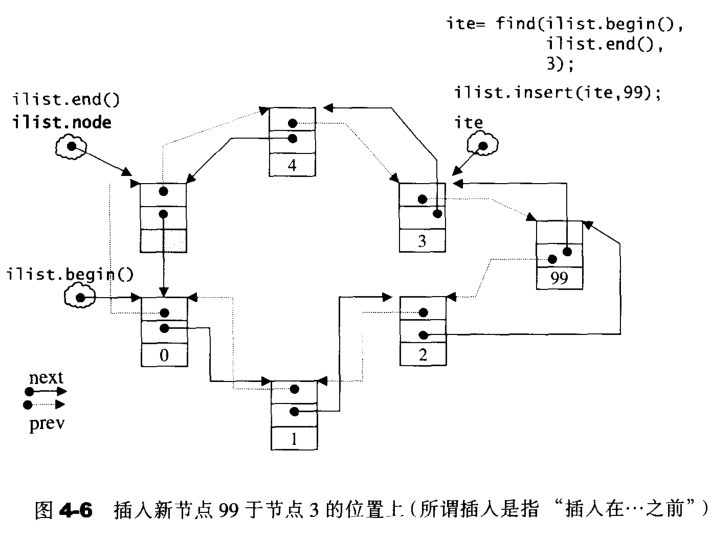 ite= find(ilist.begin(),
ilist.end(),
3);
ilist.insert(ite,99);
ilist.end()
ilist.node
ite
4
3
99
ilist.begin()
0
2
1
next
prev
图 4-6 插入新节点 99 于节点 3 的位置上(所谓插入是指 “插入在…之前”)